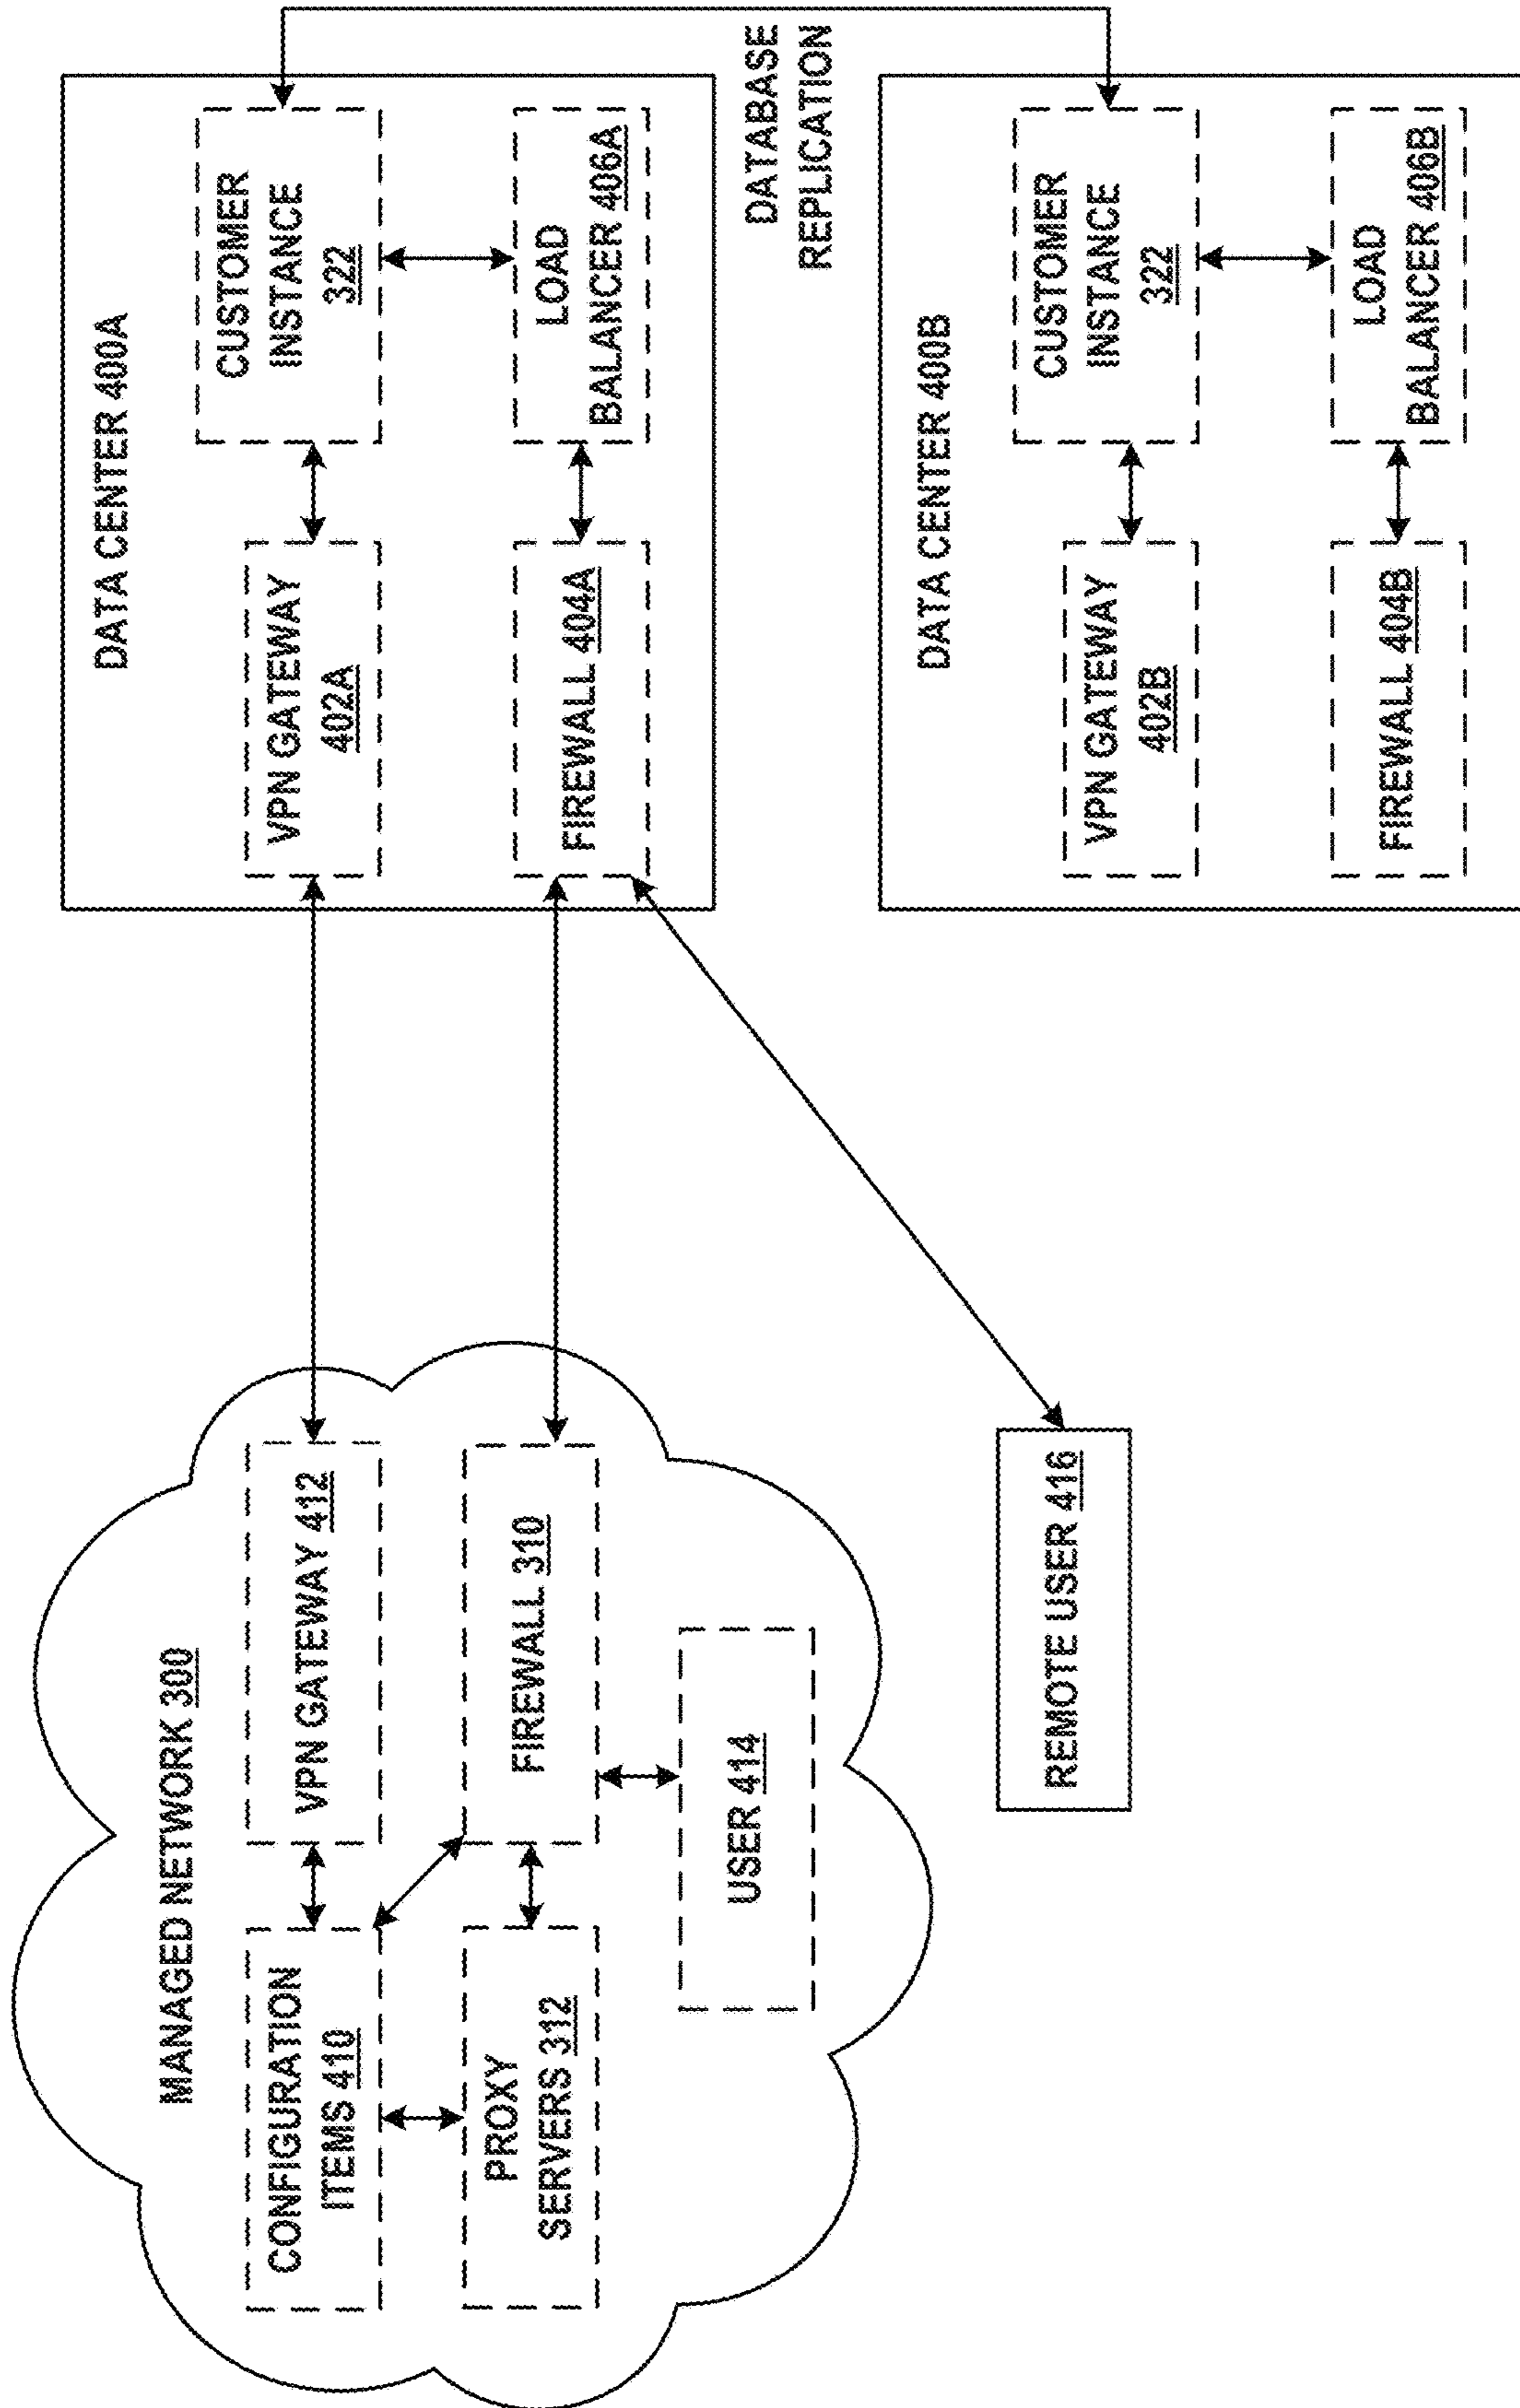 MANAGED NETWORK 300
CONFIGURATION
ITEMS 410
VPN GATEWAY 412
PROXY
SERVERS 312
FIREWALL 310
USER 414
REMOTE USER 416
DATA CENTER 400A
VPN GATEWAY
402A
CUSTOMER
INSTANCE
322
FIREWALL 404A
LOAD
BALANCER 406A
DATABASE
REPLICATION
DATA CENTER 400B
VPN GATEWAY
402B
CUSTOMER
INSTANCE
322
FIREWALL 404B
LOAD
BALANCER 406B